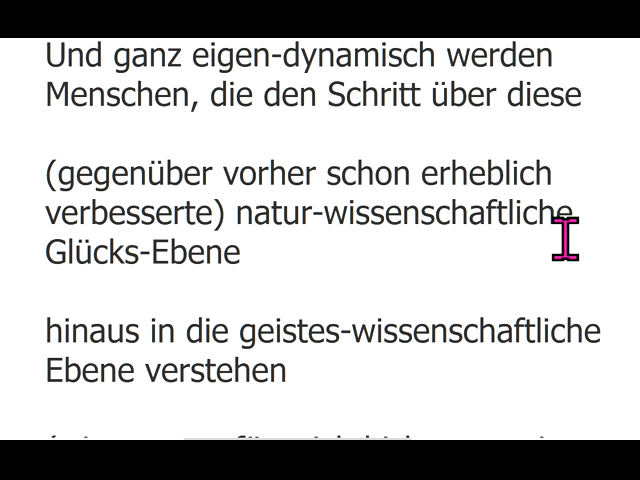 Und ganz eigen-dynamisch werden
Menschen, die den Schritt über diese
(gegenüber vorher schon erheblich
verbesserte) natur-wissenschaftliche
Glücks-Ebene
hinaus in die geistes-wissenschaftliche
Ebene verstehen